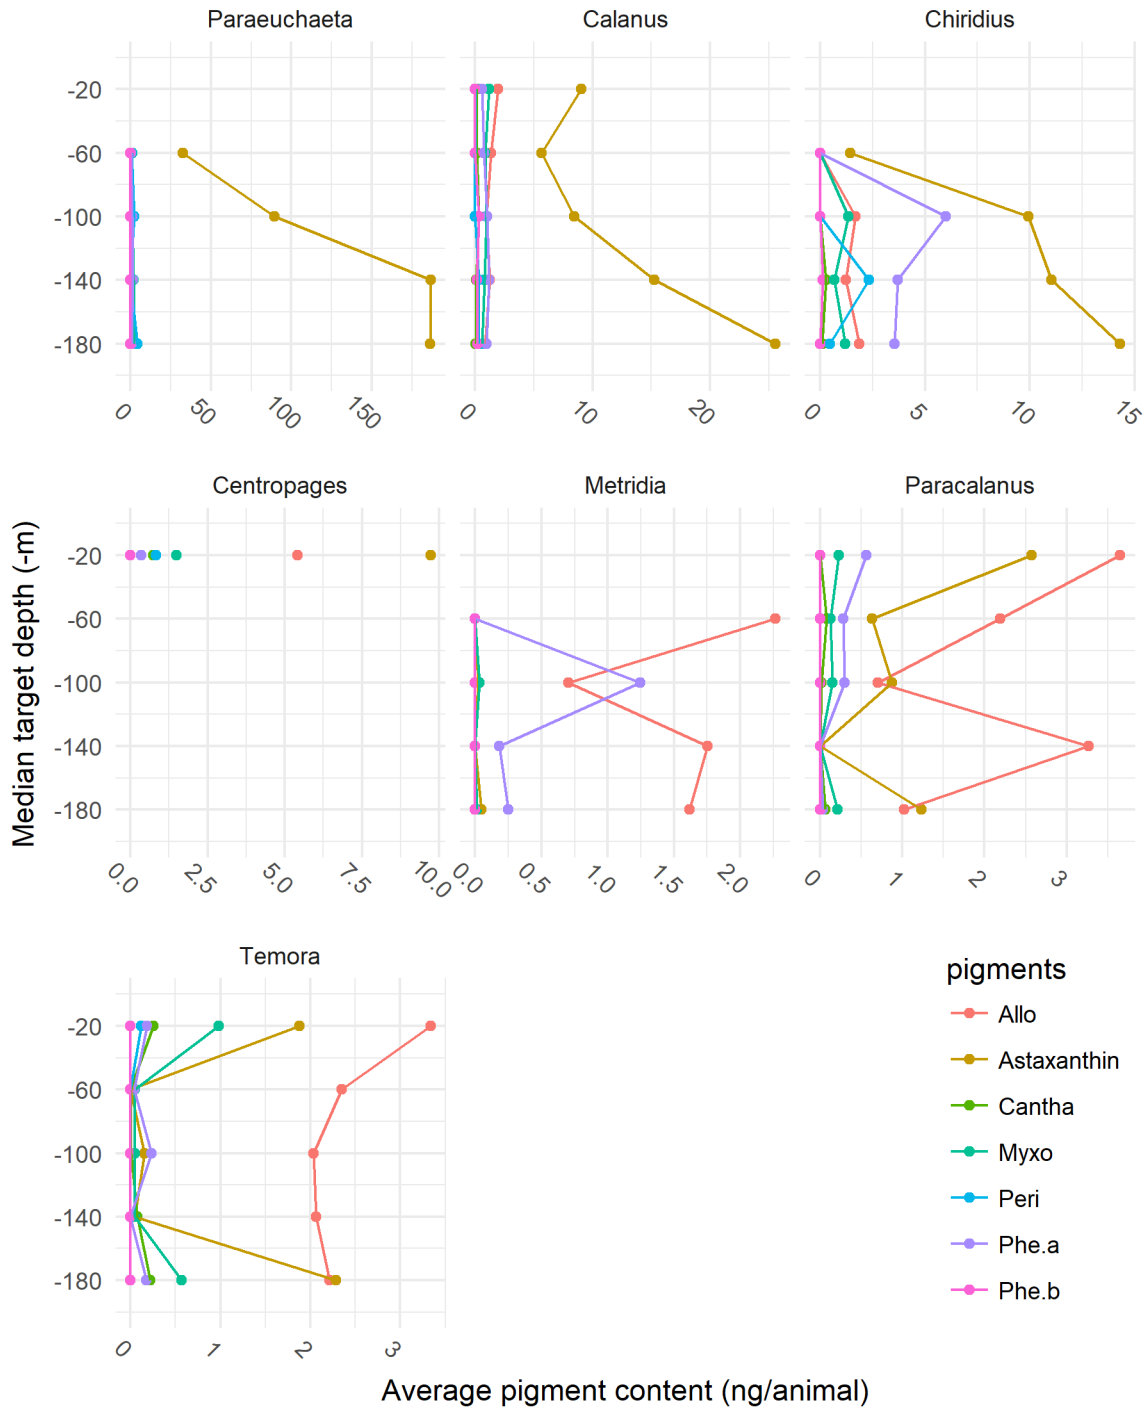 Paraeuchaeta Calanus Chiridius
-20
-60
-100
-140
-180
0 50 100 150 0 10 20 0 5 10 15
Centropages Metridia Paracalanus
-20
-60
-100
-140
-180
0.0 2.5 5.0 7.5 10.0 0.0 0.5 1.0 1.5 2.0 0 1 2 3
Median target depth (-m)
Temora
-20
-60
-100
-140
-180
0 1 2 3
pigments
Allo
Astaxanthin
Cantha
Myxo
Peri
Phe.a
Phe.b
Average pigment content (ng/animal)